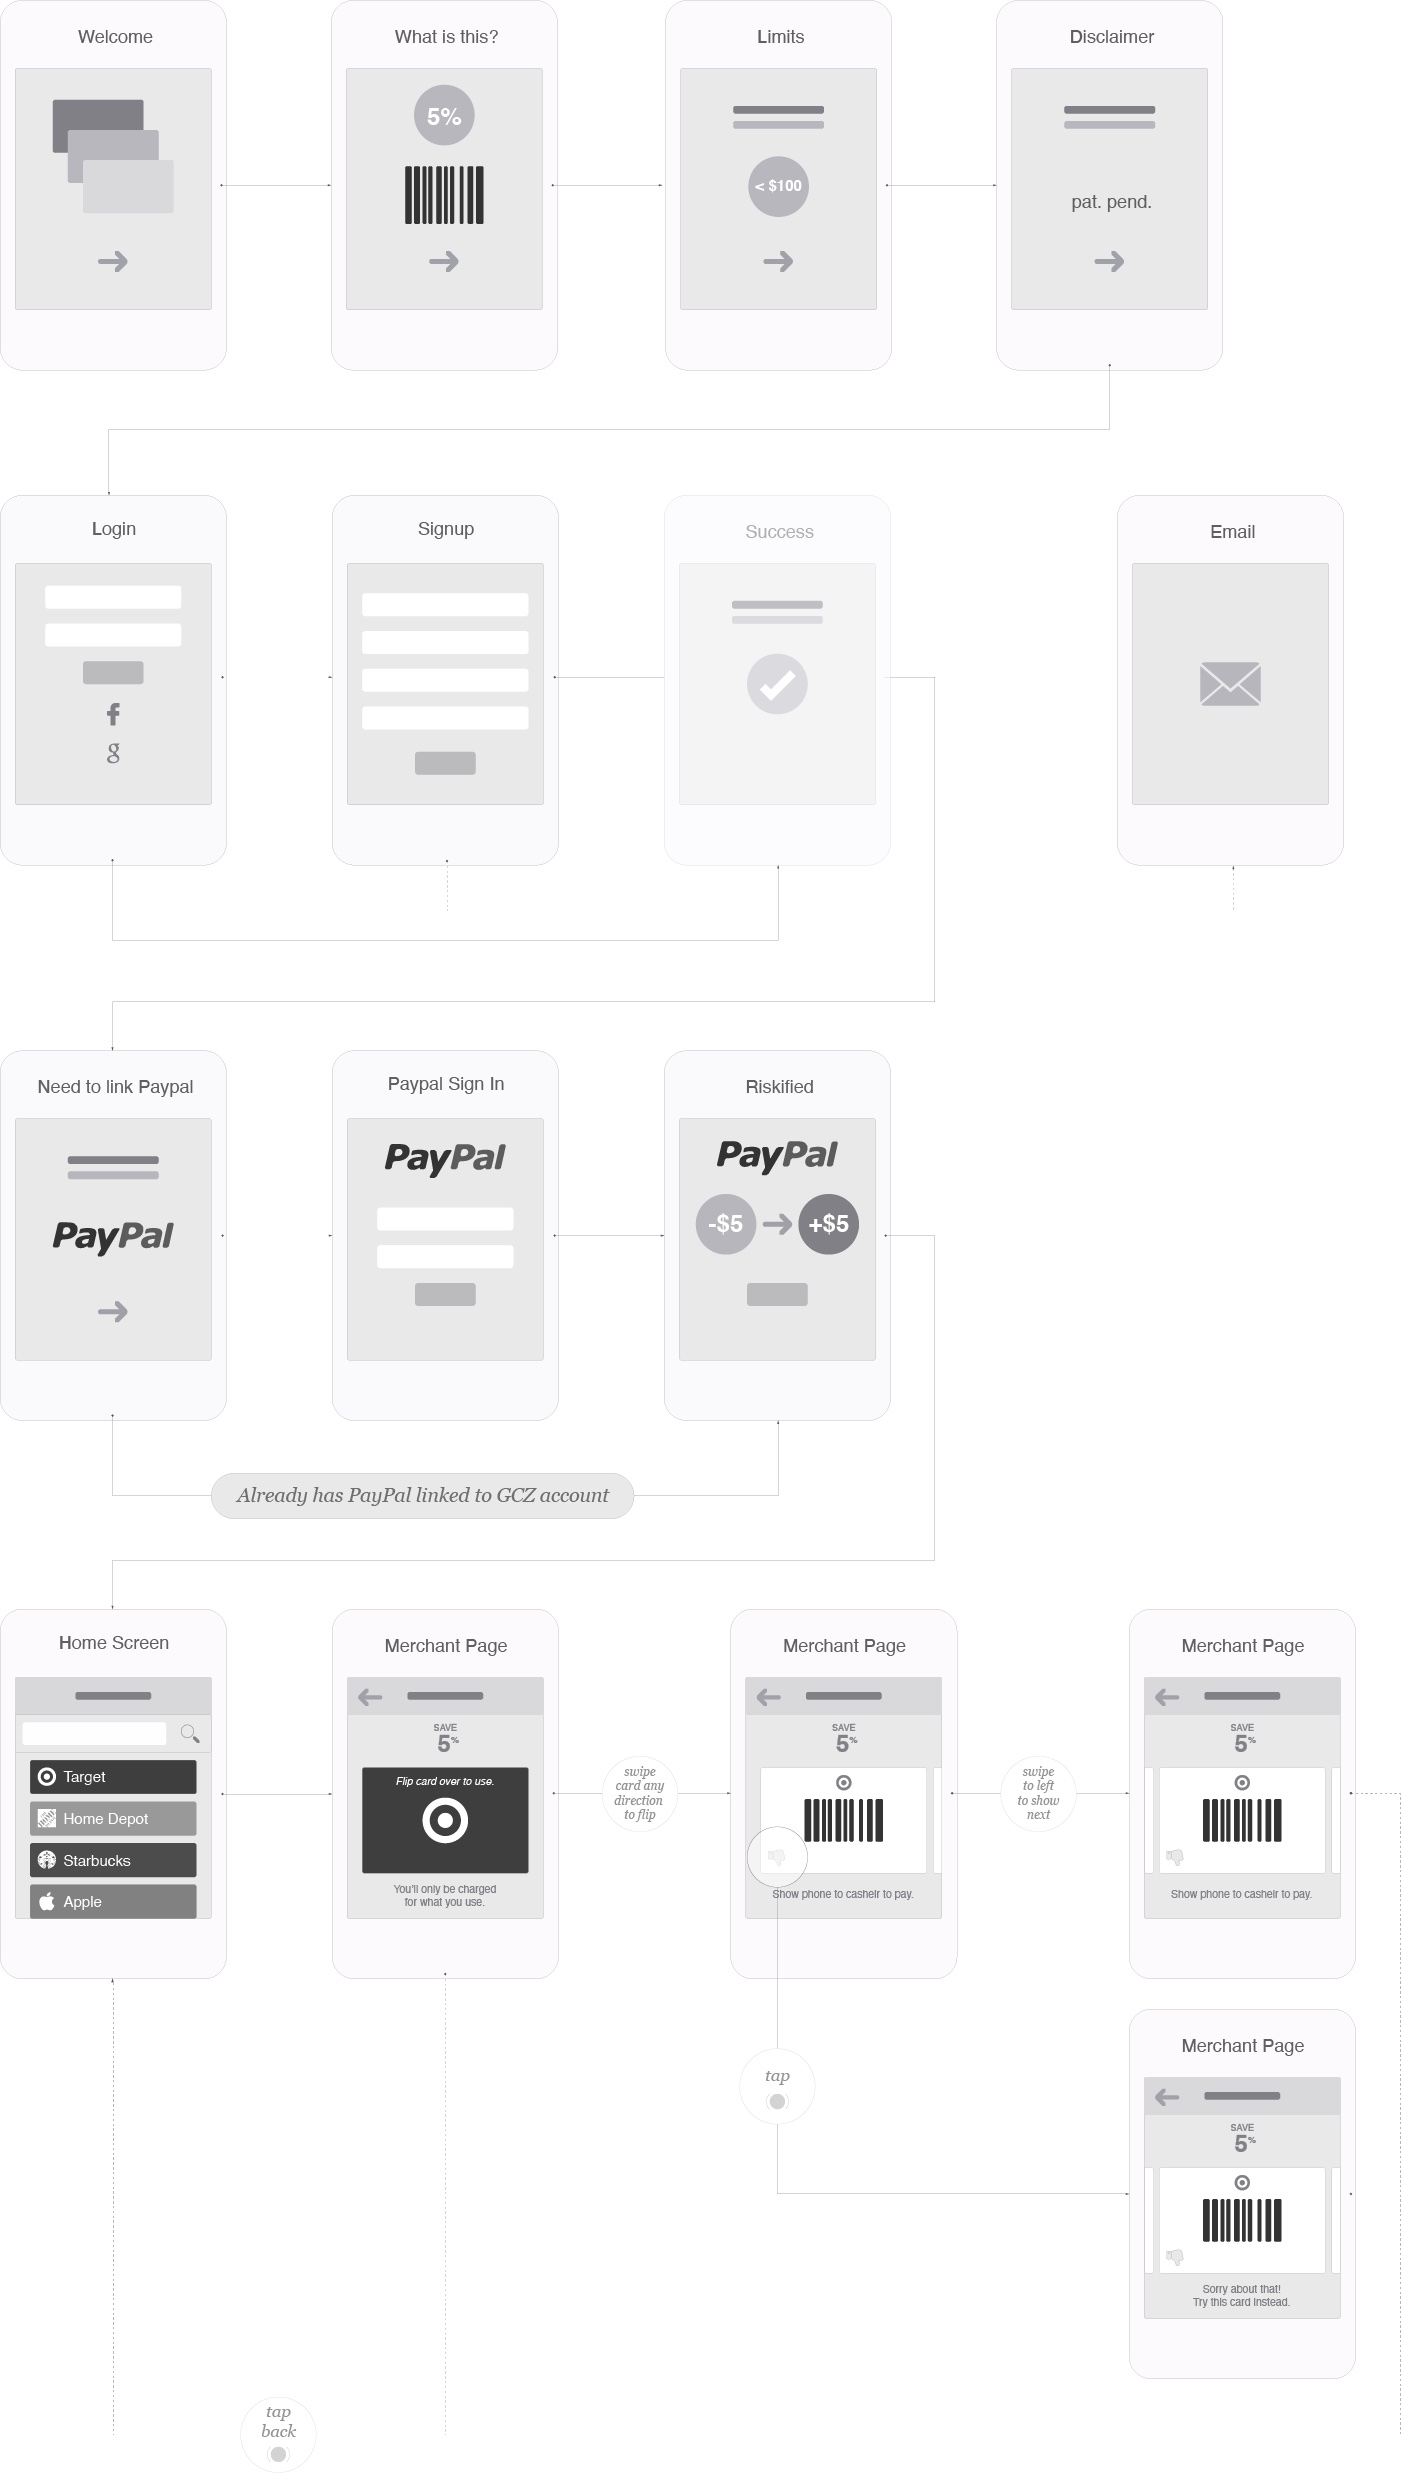 Welcome
What is this?
Limits
Disclaimer
5%
< $100
pat. pend.
Login
Signup
Success
Email
f
g
Need to link Paypal
Paypal Sign In
Riskified
PayPal
PayPal
PayPal
-$5
+$5
Already has PayPal linked to GCZ account
Home Screen
Merchant Page
Merchant Page
Merchant Page
Target
Home Depot
Starbucks
Apple
SAVE
5%
Flip card over to use.
You'll only be charged
for what you use.
swipe
card any
direction
to flip
SAVE
5%
Show phone to casheir to pay.
swipe
to left
to show
next
SAVE
5%
Show phone to casheir to pay.
tap
Merchant Page
SAVE
5%
Sorry about that!
Try this card instead.
tap
back